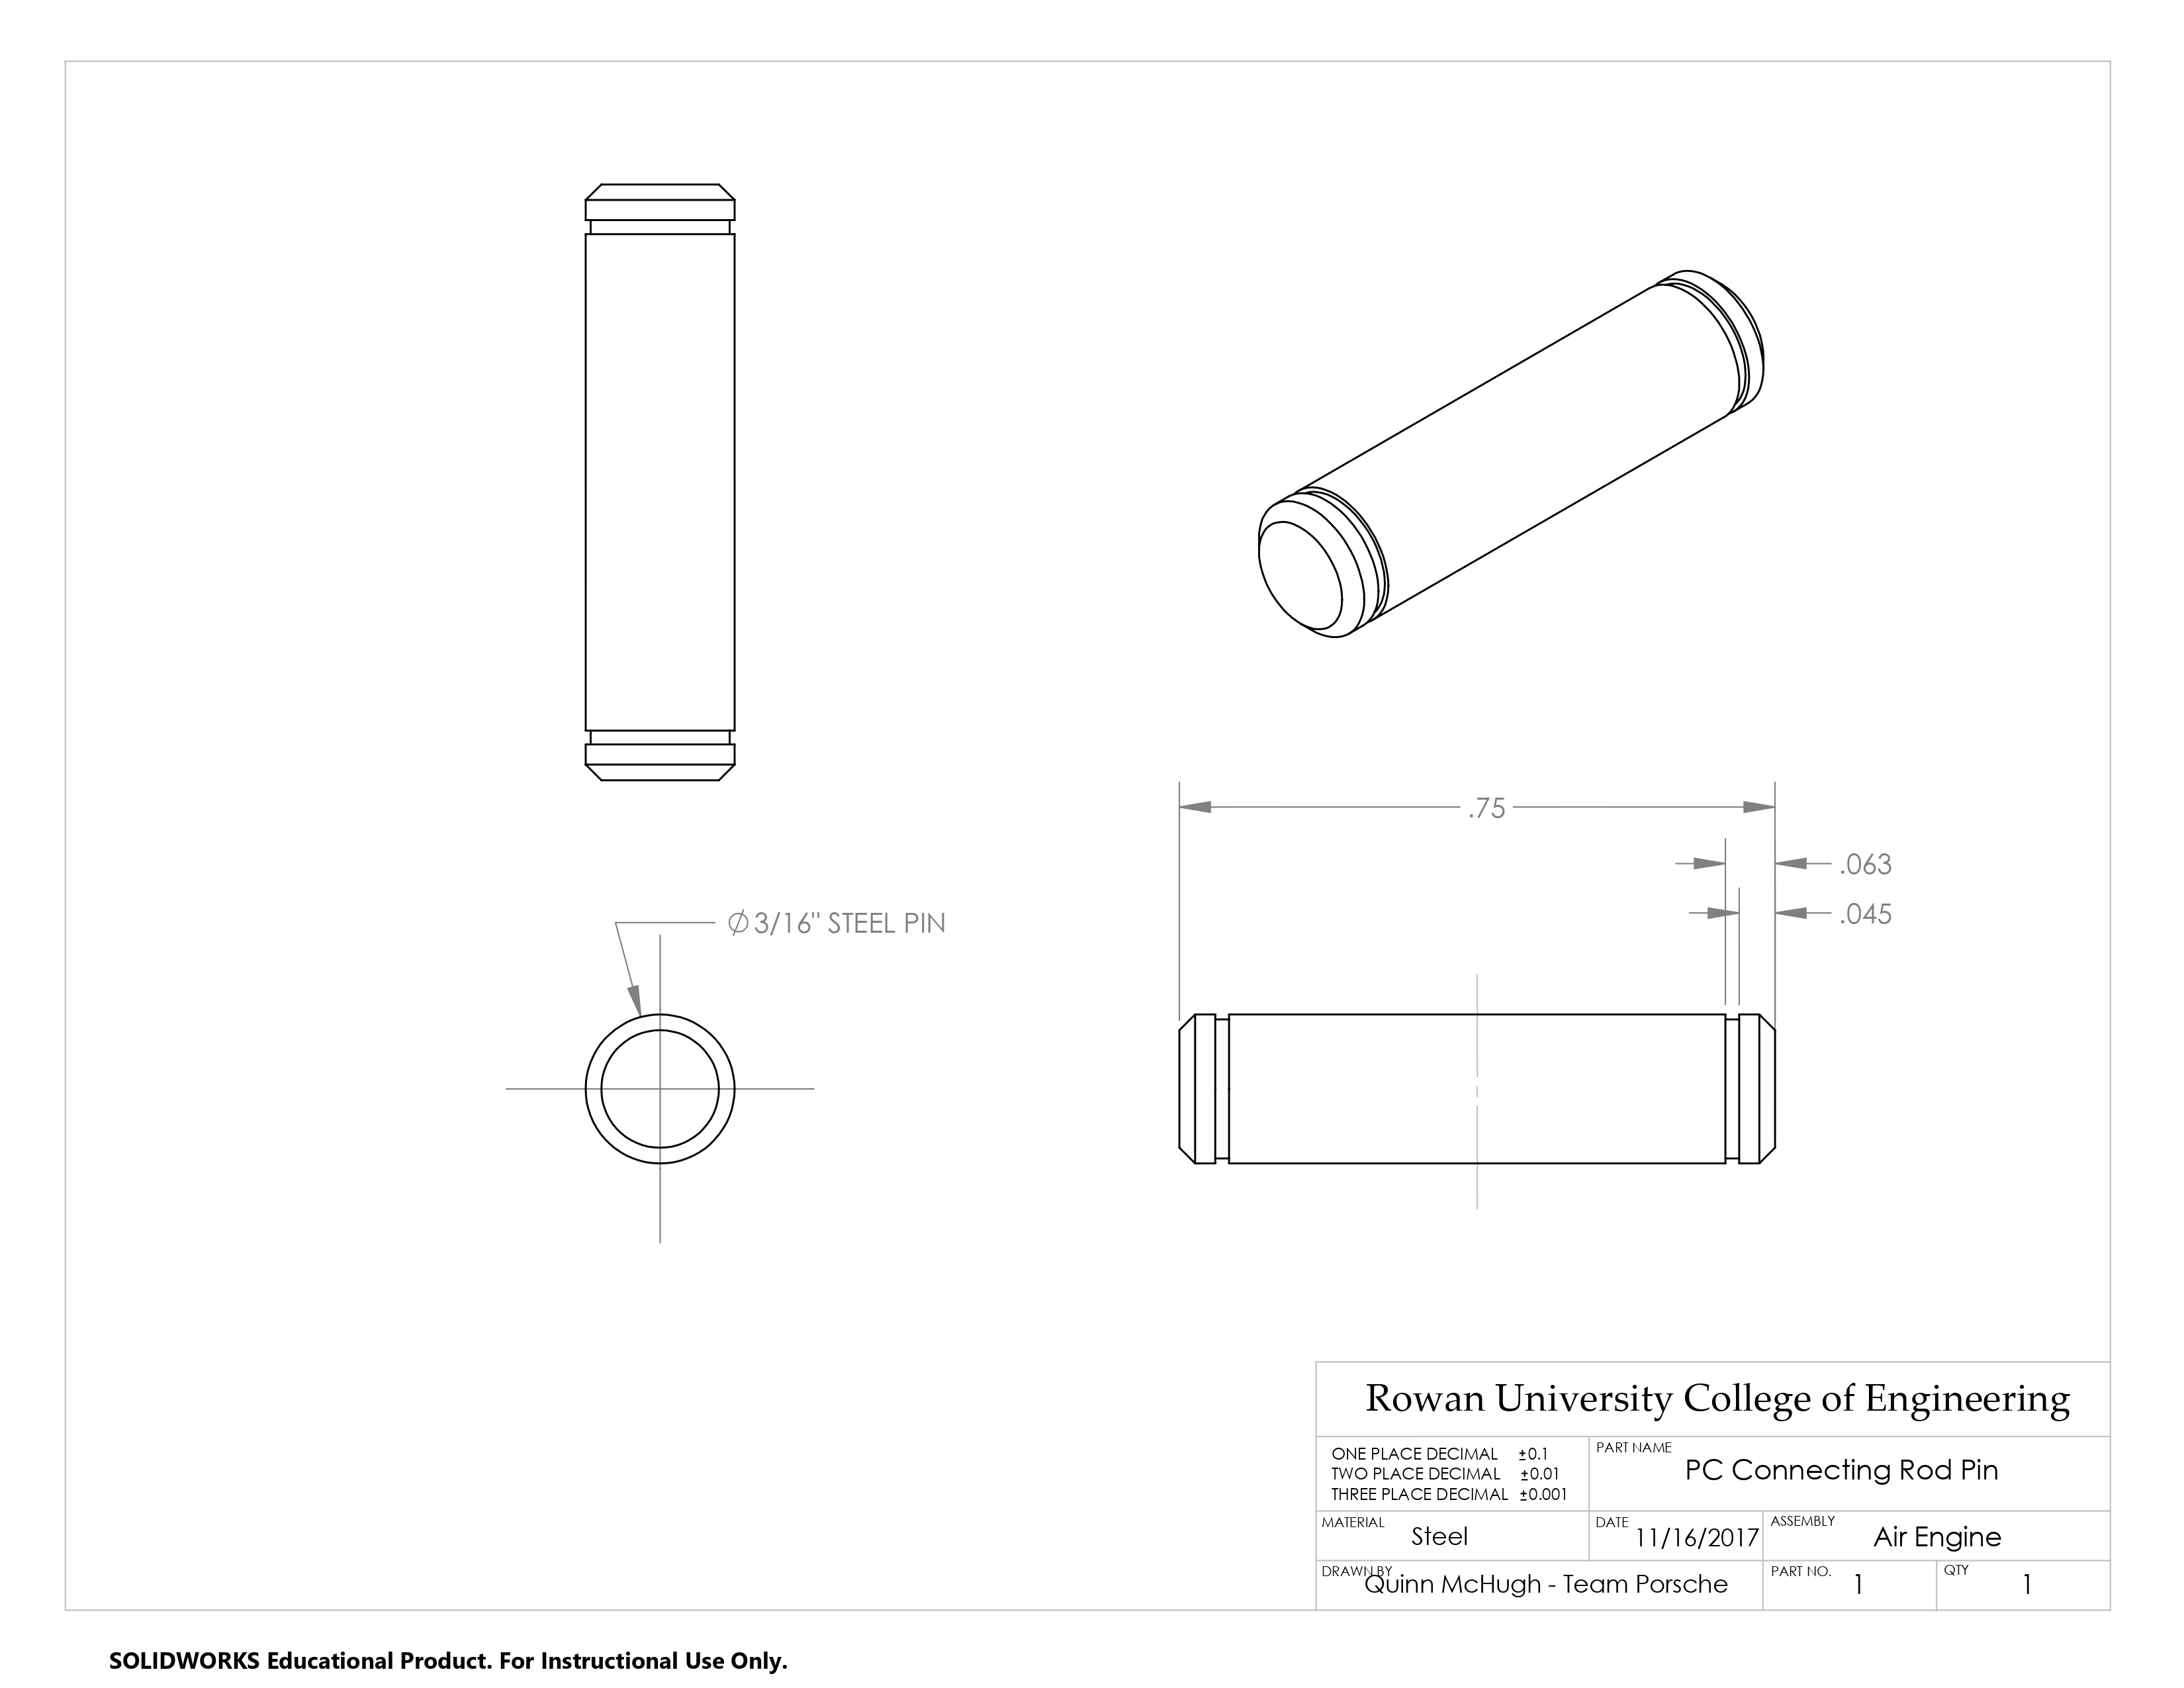 .75
.063
.045
⌀3/16" STEEL PIN
Rowan University College of Engineering
ONE PLACE DECIMAL ±0.1
TWO PLACE DECIMAL ±0.01
THREE PLACE DECIMAL ±0.001
PART NAME
PC Connecting Rod Pin
MATERIAL
Steel
DATE
11/16/2017
ASSEMBLY
Air Engine
DRAWN BY
Quinn McHugh - Team Porsche
PART NO.
1
QTY
1
SOLIDWORKS Educational Product. For Instructional Use Only.